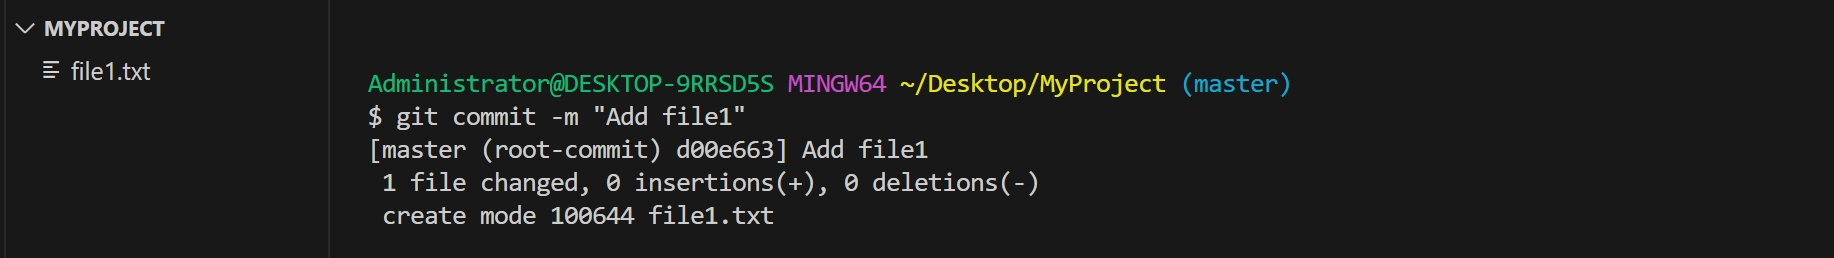 MYPROJECT
file1.txt
Administrator@DESKTOP-9RRSD5S MINGW64 ~/Desktop/MyProject (master)
$ git commit -m "Add file1"
[master (root-commit) d00e663] Add file1
 1 file changed, 0 insertions(+), 0 deletions(-)
 create mode 100644 file1.txt